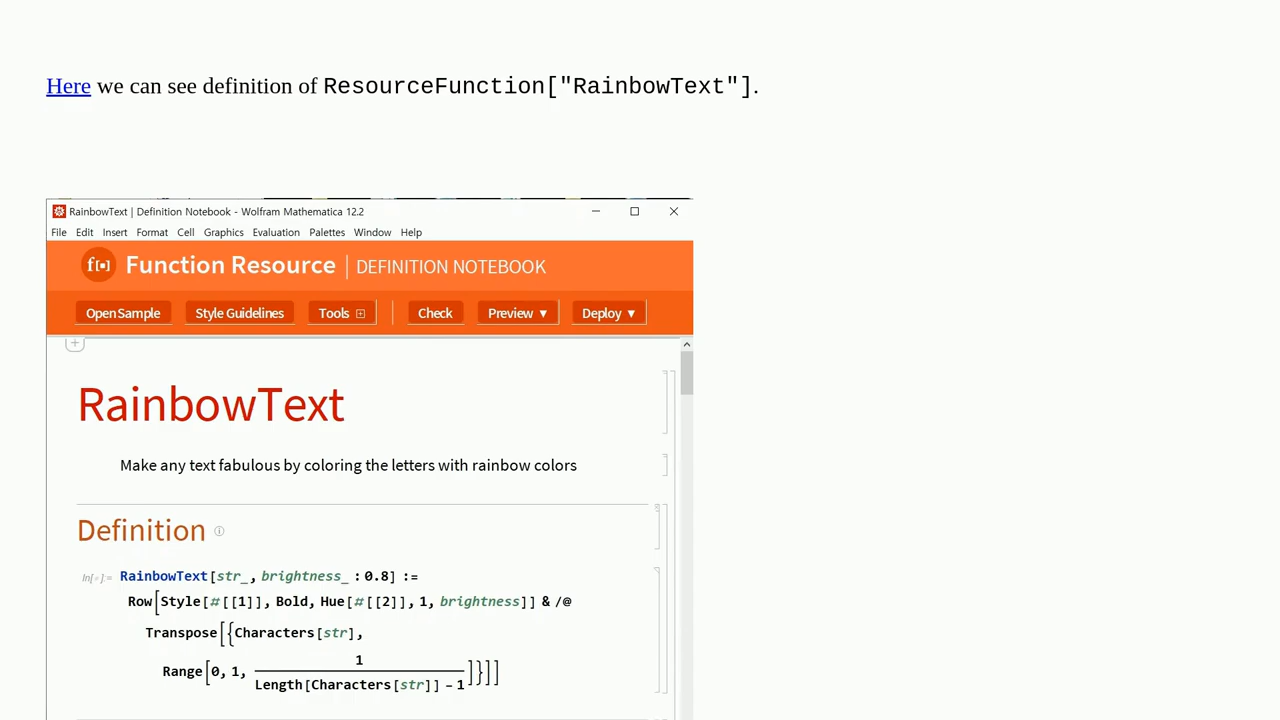 Here we can see definition of ResourceFunction["RainbowText"].
RainbowText | Definition Notebook - Wolfram Mathematica 12.2
File Edit Insert Format Cell Graphics Evaluation Palettes Window Help
f[▪] Function Resource | DEFINITION NOTEBOOK
Open Sample Style Guidelines Tools Check Preview ▼ Deploy ▼
RainbowText
Make any text fabulous by coloring the letters with rainbow colors
Definition
In[∘]:= RainbowText[str_, brightness_ : 0.8] :=
Row[Style[#[[1]], Bold, Hue[#[[2]], 1, brightness]] & /@
Transpose[{Characters[str],
Range[0, 1, 1
Length[Characters[str]] - 1]}]]